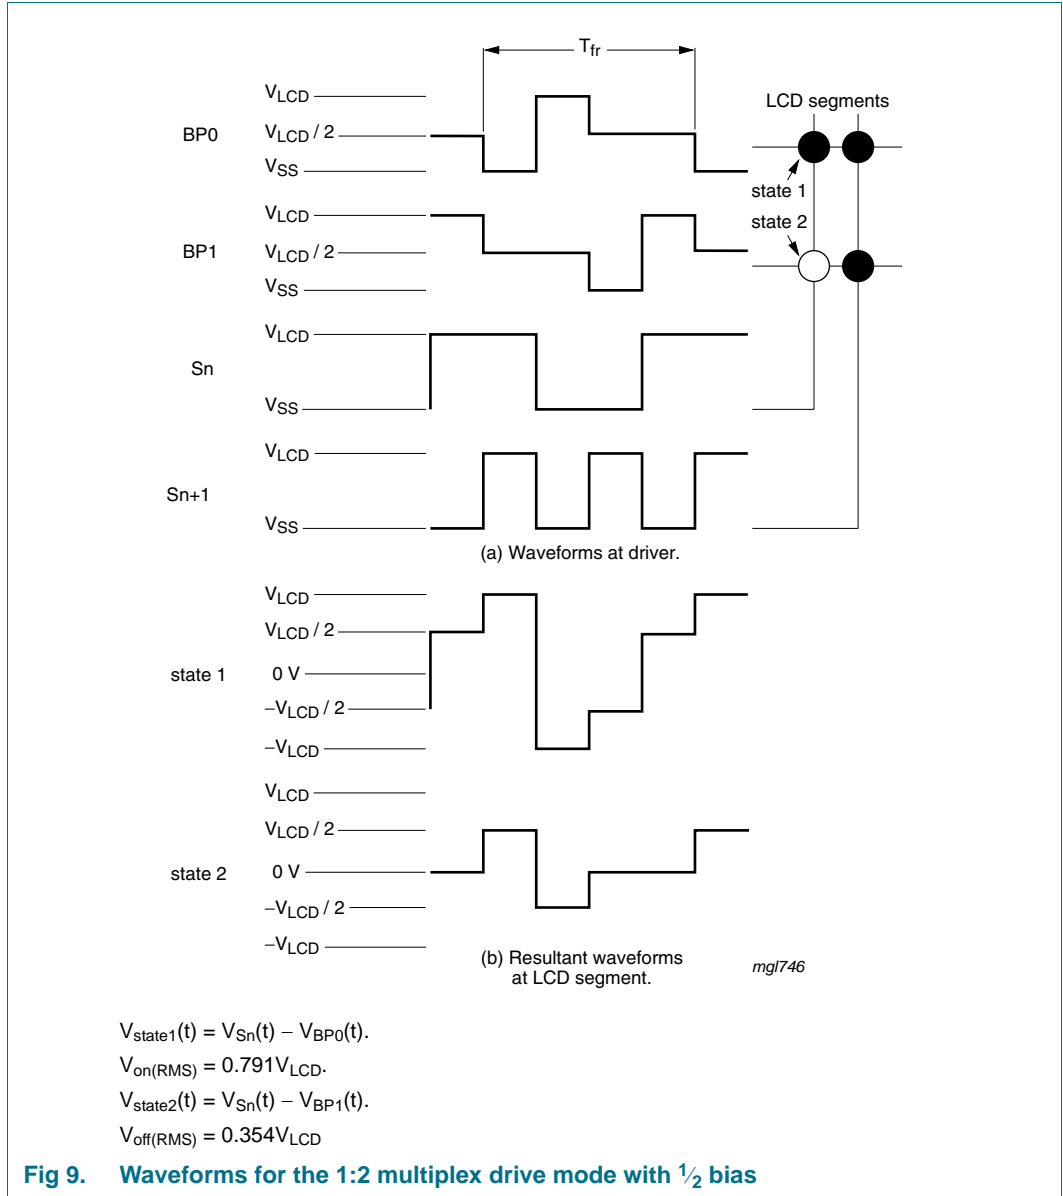 T_fr
V_LCD
LCD segments
BP0
V_LCD / 2
V_SS
state 1
V_LCD
state 2
BP1
V_LCD / 2
V_SS
V_LCD
Sn
V_SS
V_LCD
Sn+1
V_SS
(a) Waveforms at driver.
V_LCD
V_LCD / 2
state 1
0 V
−V_LCD / 2
−V_LCD
V_LCD
V_LCD / 2
state 2
0 V
−V_LCD / 2
−V_LCD
(b) Resultant waveforms
at LCD segment.
mgl746
V_state1(t) = V_Sn(t) − V_BP0(t).
V_on(RMS) = 0.791V_LCD.
V_state2(t) = V_Sn(t) − V_BP1(t).
V_off(RMS) = 0.354V_LCD
Fig 9. Waveforms for the 1:2 multiplex drive mode with 1⁄2 bias